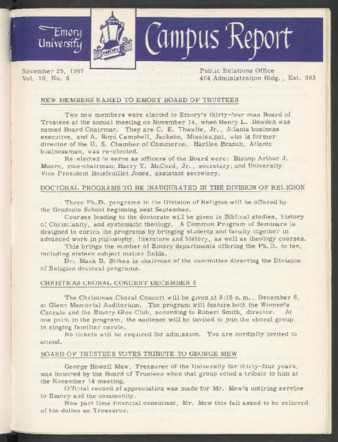 Emory
University
Campus Report
November 25, 1957
Vol. 10, No. 8
Public Relations Office
404 Administration Bldg., Ext. 393
NEW MEMBERS NAMED TO EMORY BOARD OF TRUSTEES
Two new members were elected to Emory's thirty-four man Board of
Trustees at the annual meeting on November 14, when Henry L. Bowden was
named Board Chairman. They are C. E. Thwaite, Jr., Atlanta business
executive, and A. Boyd Campbell, Jackson, Mississippi, who is former
director of the U. S. Chamber of Commerce. Harllee Branch, Atlanta
businessman, was re-elected.
Re-elected to serve as officers of the Board were: Bishop Arthur J.
Moore, vice-chairman; Harry Y. McCord, Jr., secretary; and University
Vice President Boisfeuillet Jones, assistant secretary.
DOCTORAL PROGRAMS TO BE INAUGURATED IN THE DIVISION OF RELIGION
Three Ph.D. programs in the Division of Religion will be offered by
the Graduate School beginning next September.
Courses leading to the doctorate will be given in Biblical studies, history
of Christianity, and systematic theology. A Common Program of Seminars is
designed to enrich the programs by bringing students and faculty together in
advanced work in philosophy, literature and history, as well as theology courses.
This brings the number of Emory departments offering the Ph.D. to ten,
including sixteen subject matter fields.
Dr. Mack B. Stokes is chairman of the committee directing the Division
of Religion doctoral programs.
CHRISTMAS CHORAL CONCERT DECEMBER 6
The Christmas Choral Concert will be given at 8:15 p.m., December 6,
at Glenn Memorial Auditorium. The program will feature both the Women's
Chorale and the Emory Glee Club, according to Robert Smith, director. At
one point in the program, the audience will be invited to join the choral group
in singing familiar carols.
No tickets will be required for admission. You are cordially invited to
attend.
BOARD OF TRUSTEES VOTES TRIBUTE TO GEORGE MEW
George Howell Mew, Treasurer of the University for thirty-four years,
was honored by the Board of Trustees when that group voted a tribute to him at
the November 14 meeting.
Official record of appreciation was made for Mr. Mew's untiring service
to Emory and the community.
Now part time financial consultant, Mr. Mew this fall asked to be relieved
of his duties as Treasurer.